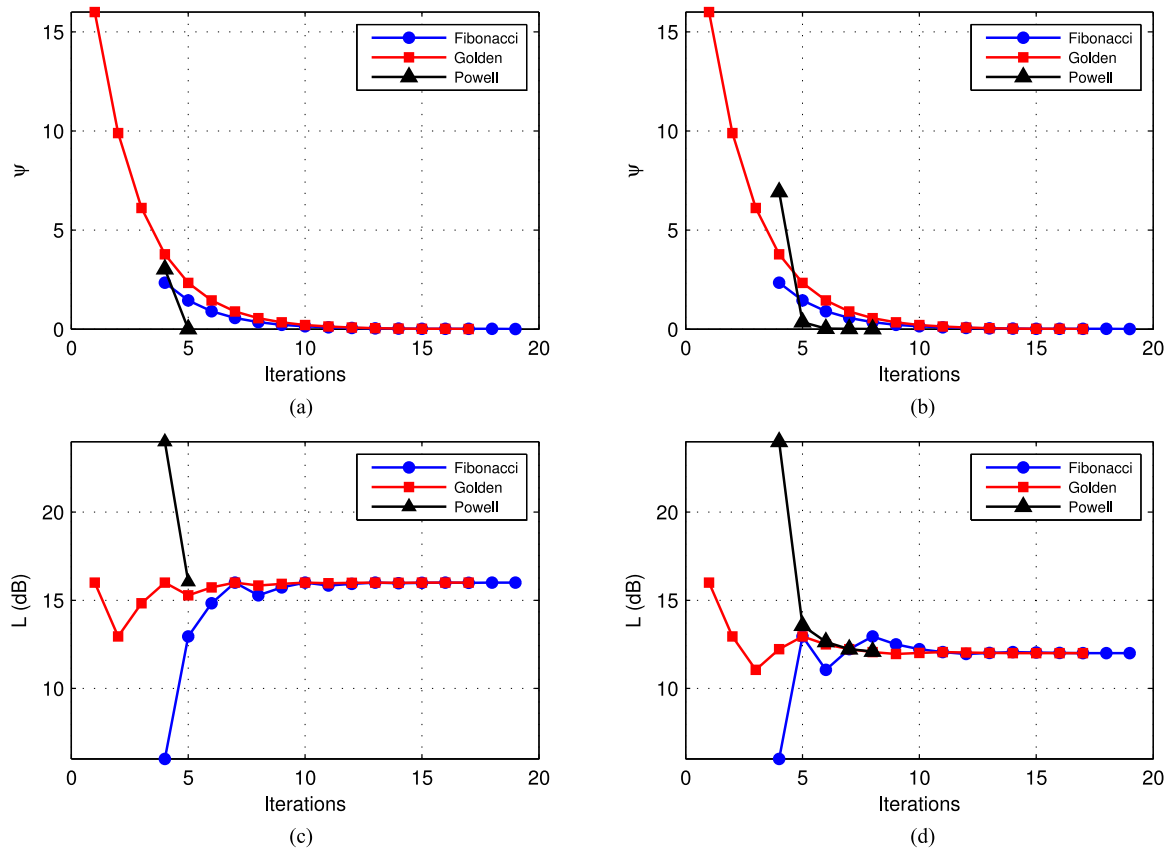 15
10
5
0
ψ
0
5
10
15
20
Iterations
Fibonacci
Golden
Powell
(a)
15
10
5
0
ψ
0
5
10
15
20
Iterations
Fibonacci
Golden
Powell
(b)
20
15
10
L (dB)
0
5
10
15
20
Iterations
Fibonacci
Golden
Powell
(c)
20
15
10
L (dB)
0
5
10
15
20
Iterations
Fibonacci
Golden
Powell
(d)